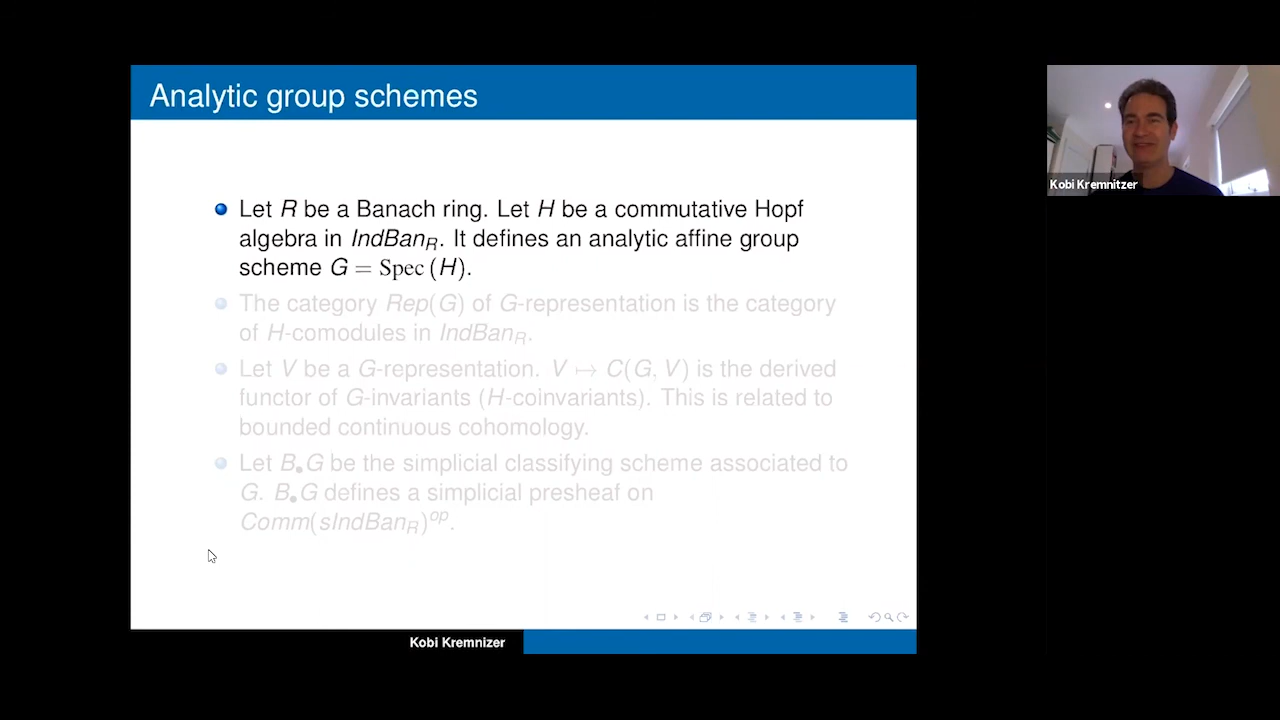 Analytic group schemes
Let R be a Banach ring. Let H be a commutative Hopf
algebra in IndBan_R. It defines an analytic affine group
scheme G = Spec (H).
The category Rep(G) of G-representation is the category
of H-comodules in IndBan_R.
Let V be a G-representation. V ↦ C(G, V) is the derived
functor of G-invariants (H-coinvariants). This is related to
bounded continuous cohomology.
Let B_•G be the simplicial classifying scheme associated to
G. B_•G defines a simplicial presheaf on
Comm(sIndBan_R)^op.
Kobi Kremnizer
Kobi Kremnitzer